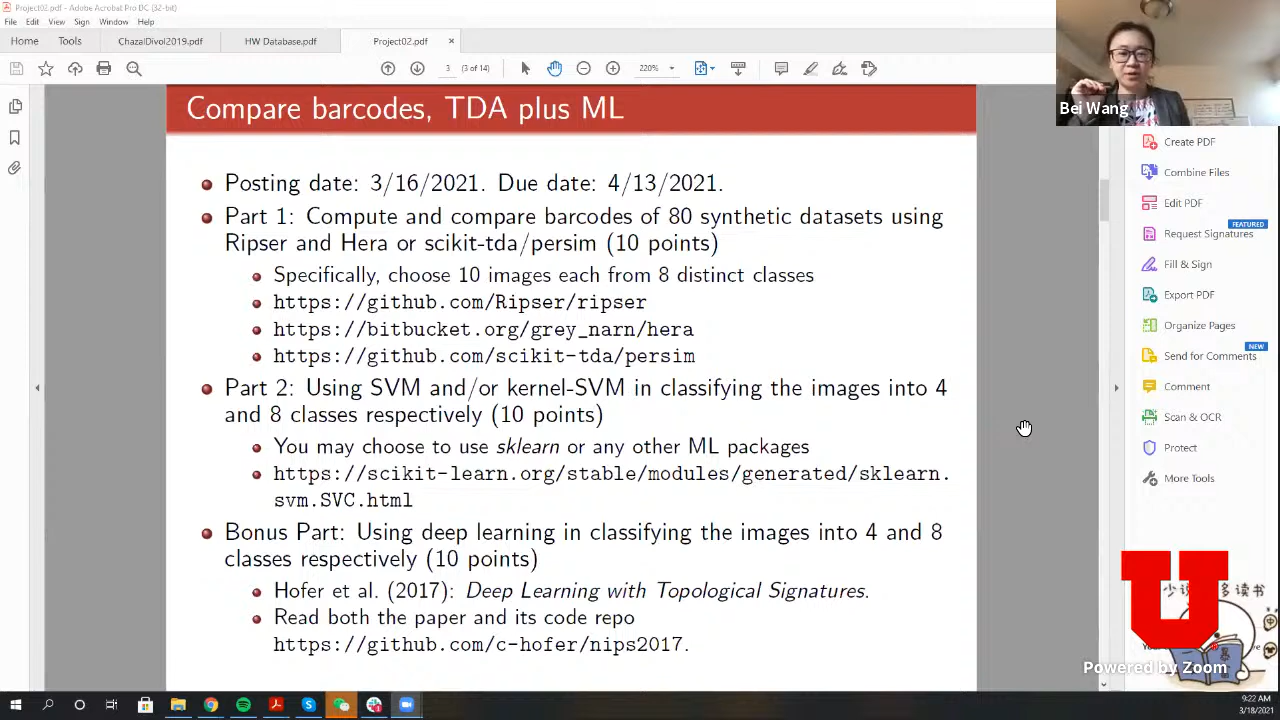 Project02.pdf - Adobe Acrobat Pro DC (32-bit)
File Edit View Sign Window Help
Home Tools ChazalDivol2019.pdf HW Database.pdf Project02.pdf ×
3 (3 of 14) 220%
Compare barcodes, TDA plus ML
Posting date: 3/16/2021. Due date: 4/13/2021.
Part 1: Compute and compare barcodes of 80 synthetic datasets using
Ripser and Hera or scikit-tda/persim (10 points)
Specifically, choose 10 images each from 8 distinct classes
https://github.com/Ripser/ripser
https://bitbucket.org/grey_narn/hera
https://github.com/scikit-tda/persim
Part 2: Using SVM and/or kernel-SVM in classifying the images into 4
and 8 classes respectively (10 points)
You may choose to use sklearn or any other ML packages
https://scikit-learn.org/stable/modules/generated/sklearn.
svm.SVC.html
Bonus Part: Using deep learning in classifying the images into 4 and 8
classes respectively (10 points)
Hofer et al. (2017): Deep Learning with Topological Signatures.
Read both the paper and its code repo
https://github.com/c-hofer/nips2017.
Bei Wang
Create PDF
Combine Files
Edit PDF
FEATURED
Request Signatures
Fill & Sign
Export PDF
Organize Pages
NEW
Send for Comments
Comment
Scan & OCR
Protect
More Tools
U
多读书
Powered by Zoom
9:22 AM
3/18/2021